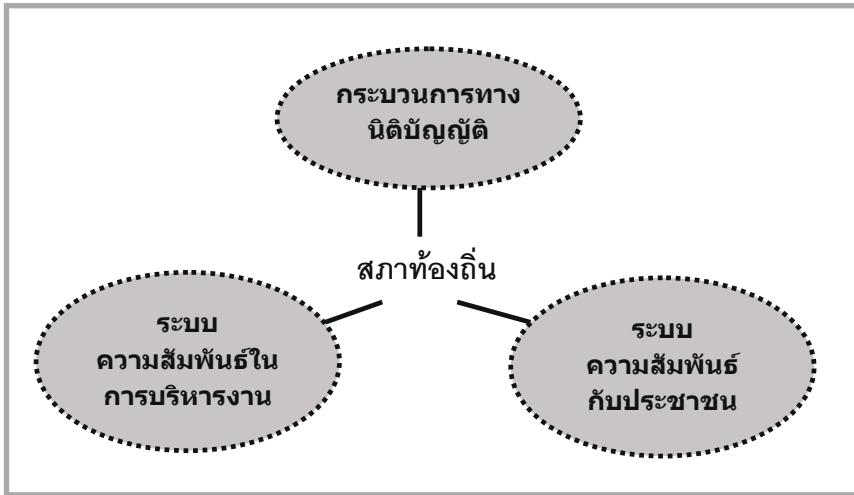 กระบวนการทาง
นิติบัญญัติ
สภาท้องถิ่น
ระบบ
ความสัมพันธ์ใน
การบริหารงาน
ระบบ
ความสัมพันธ์
กับประชาชน